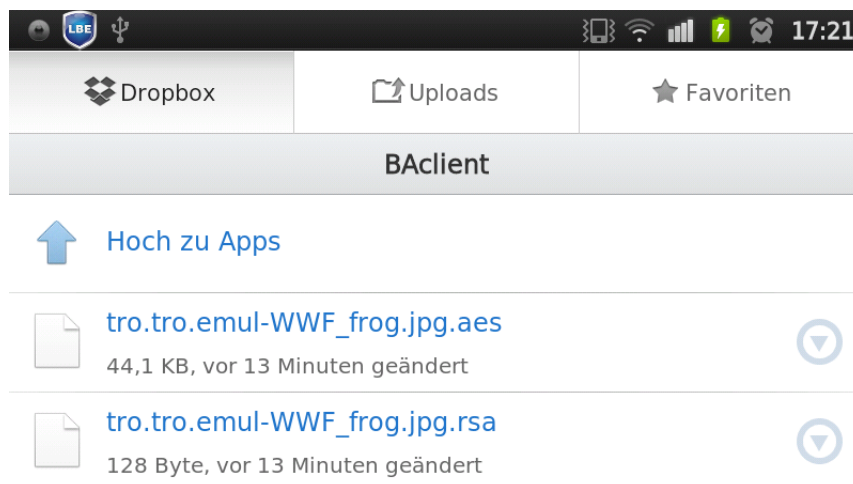 LBE 17:21
Dropbox Uploads Favoriten
BAclient
Hoch zu Apps
tro.tro.emul-WWF_frog.jpg.aes
44,1 KB, vor 13 Minuten geändert
tro.tro.emul-WWF_frog.jpg.rsa
128 Byte, vor 13 Minuten geändert